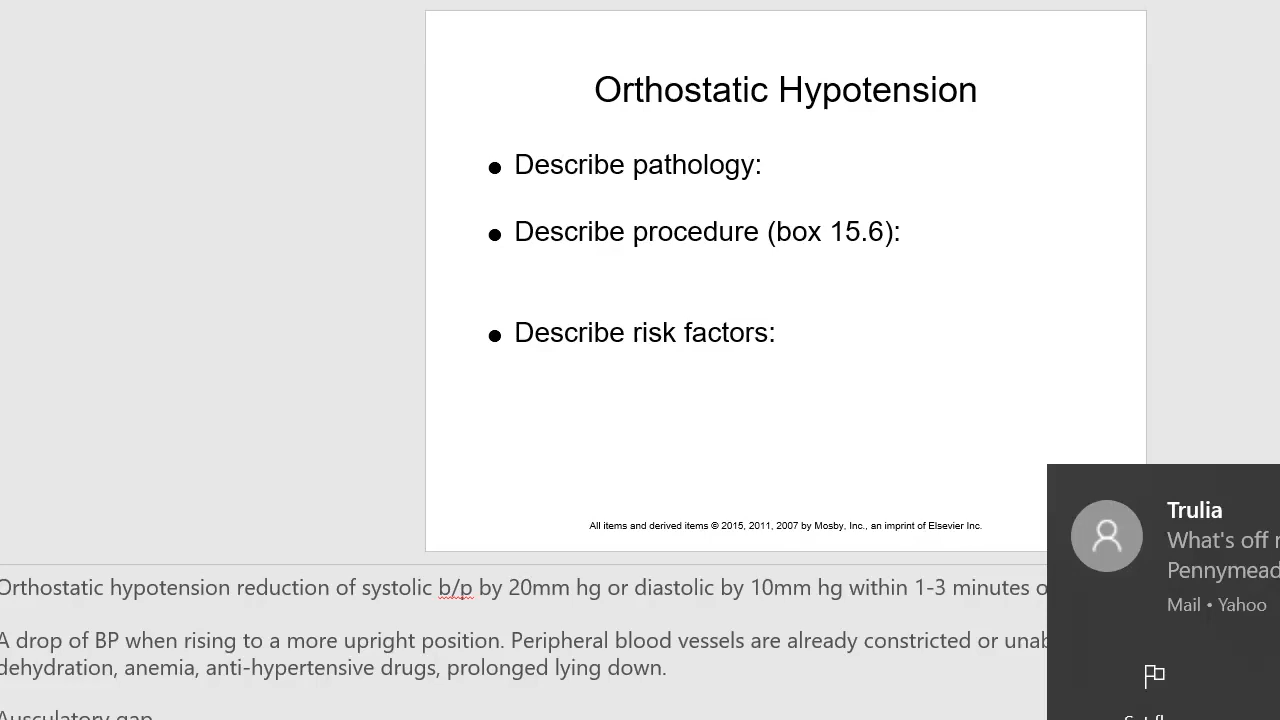 Orthostatic Hypotension
● Describe pathology:
● Describe procedure (box 15.6):
● Describe risk factors:
All items and derived items © 2015, 2011, 2007 by Mosby, Inc., an imprint of Elsevier Inc.
Trulia
What's off
Pennymead
Mail • Yahoo
Orthostatic hypotension reduction of systolic b/p by 20mm hg or diastolic by 10mm hg within 1-3 minutes
A drop of BP when rising to a more upright position. Peripheral blood vessels are already constricted or
dehydration, anemia, anti-hypertensive drugs, prolonged lying down.